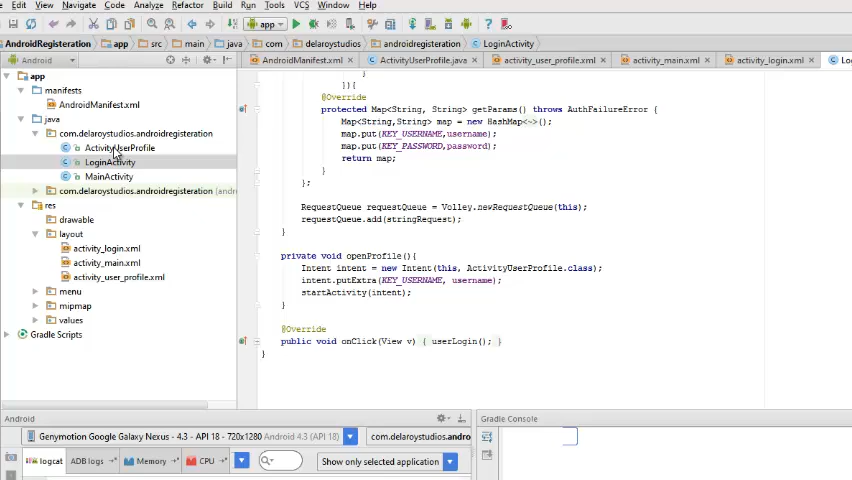 File Edit View Navigate Code Analyze Refactor Build Run Tools VCS Window Help
app
AndroidRegisteration app src main java com delaroystudios androidregisteration LoginActivity
Android
AndroidManifest.xml ActivityUserProfile.java activity_user_profile.xml activity_main.xml activity_login.xml Lo
app
manifests
AndroidManifest.xml
java
com.delaroystudios.androidregisteration
ActivityUserProfile
LoginActivity
MainActivity
com.delaroystudios.androidregisteration (andr
res
drawable
layout
activity_login.xml
activity_main.xml
activity_user_profile.xml
menu
mipmap
values
Gradle Scripts
}
}){
@Override
protected Map<String, String> getParams() throws AuthFailureError {
Map<String,String> map = new HashMap<~>();
map.put(KEY_USERNAME,username);
map.put(KEY_PASSWORD,password);
return map;
}
};
RequestQueue requestQueue = Volley.newRequestQueue(this);
requestQueue.add(stringRequest);
}
private void openProfile(){
Intent intent = new Intent(this, ActivityUserProfile.class);
intent.putExtra(KEY_USERNAME, username);
startActivity(intent);
}
@Override
public void onClick(View v) { userLogin(); }
}
Android
Gradle Console
Genymotion Google Galaxy Nexus - 4.3 - API 18 - 720x1280 Android 4.3 (API 18)
com.delaroystudios.andro
logcat ADB logs Memory CPU
Show only selected application